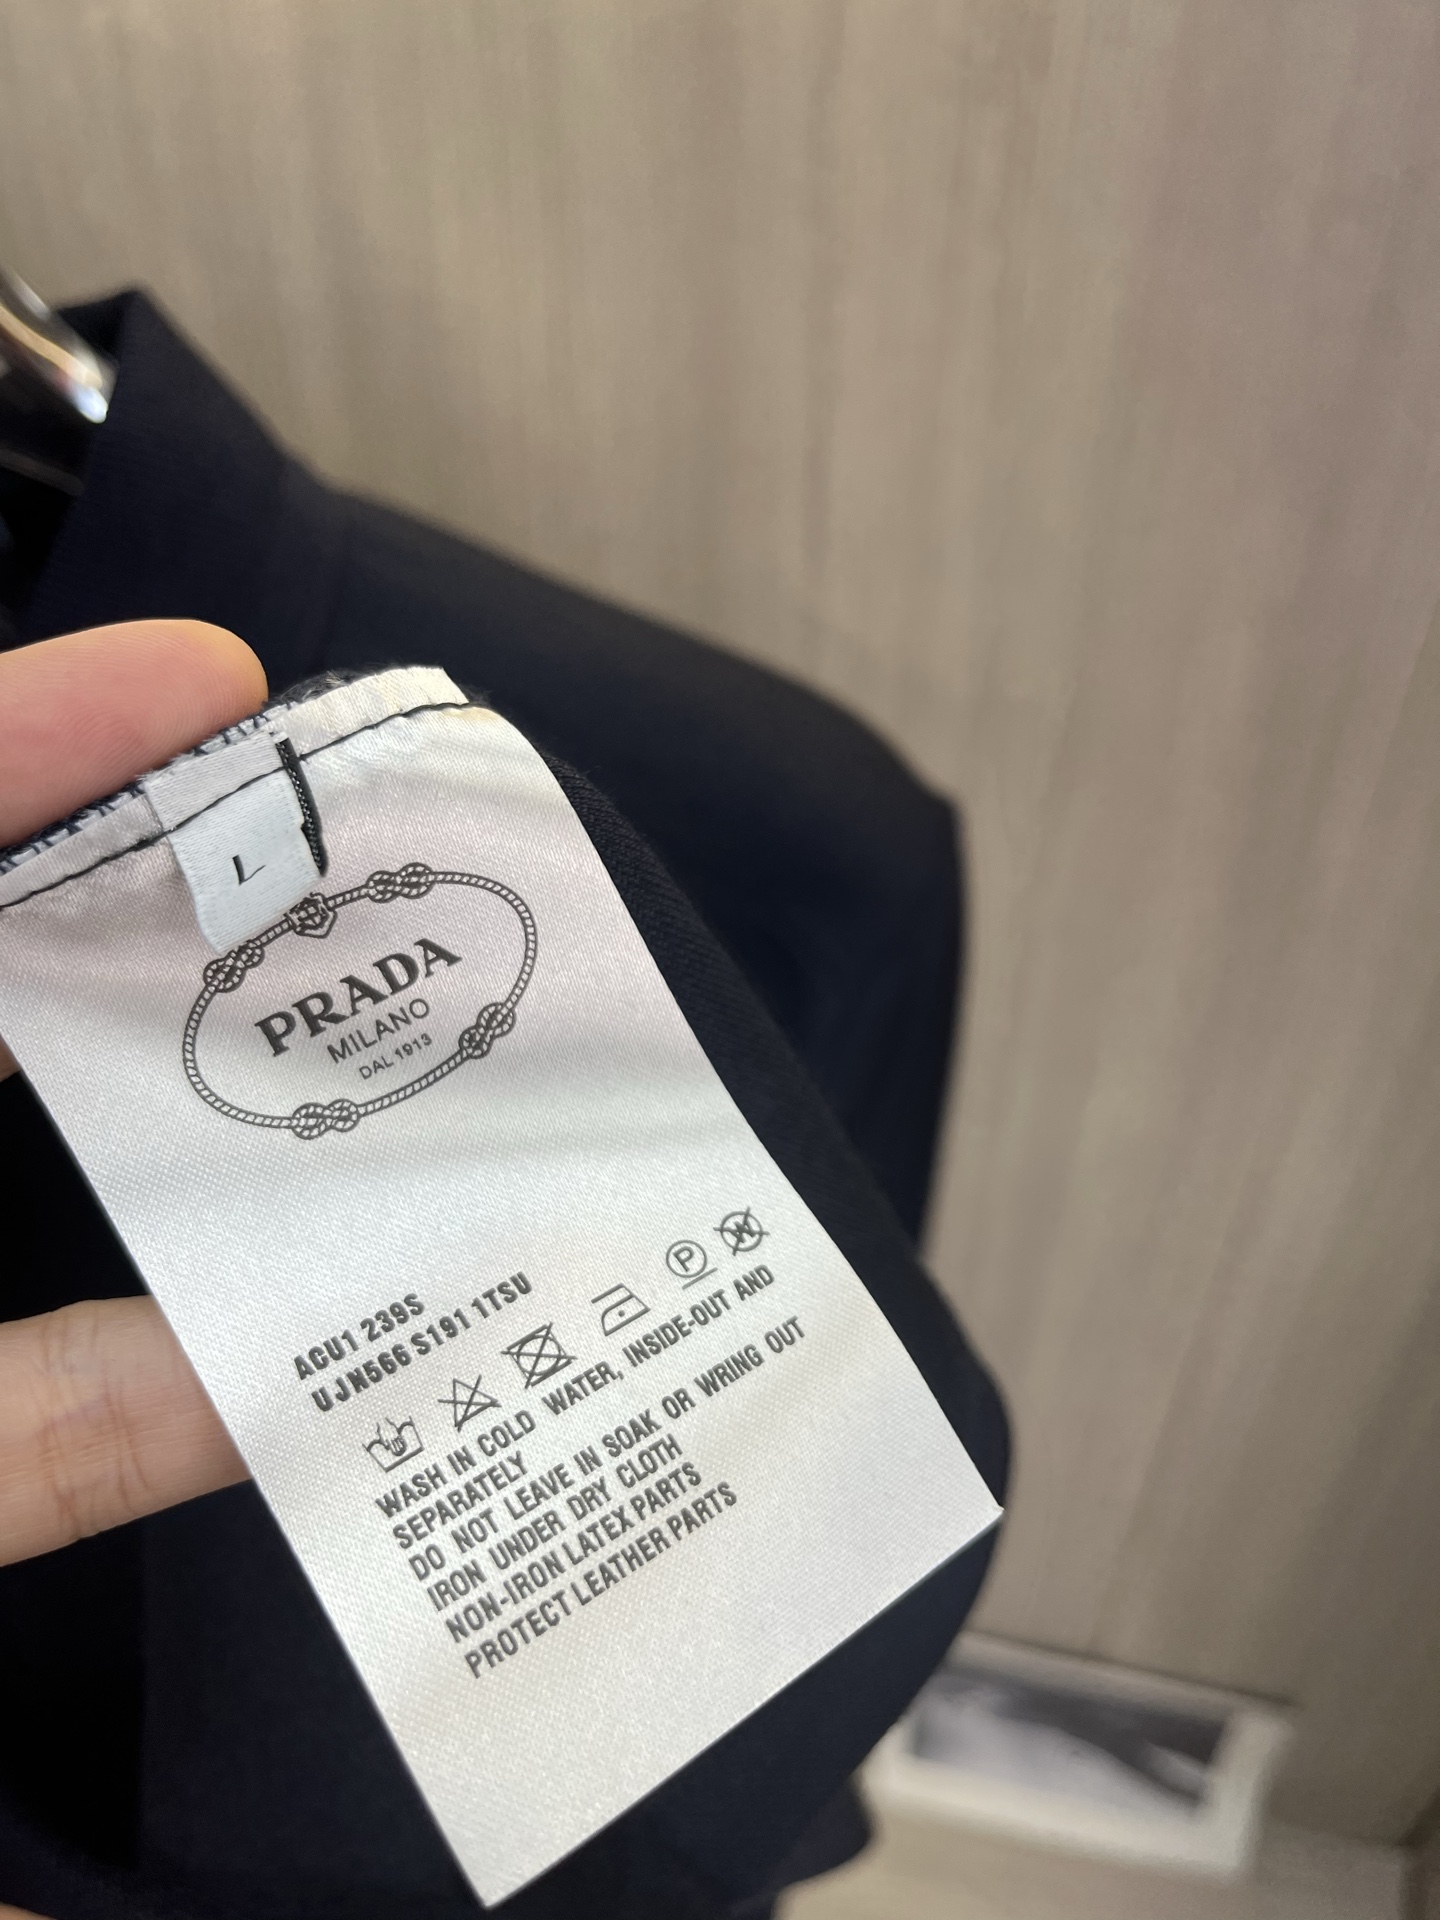 L
PRADA
MILANO
DAL 1913
ACU1 239S
UJN566 S191 1TSU
P
W
WASH IN COLD WATER, INSIDE-OUT AND
SEPARATELY
DO NOT LEAVE IN SOAK OR WRING OUT
IRON UNDER DRY CLOTH
NON-IRON LATEX PARTS
PROTECT LEATHER PARTS